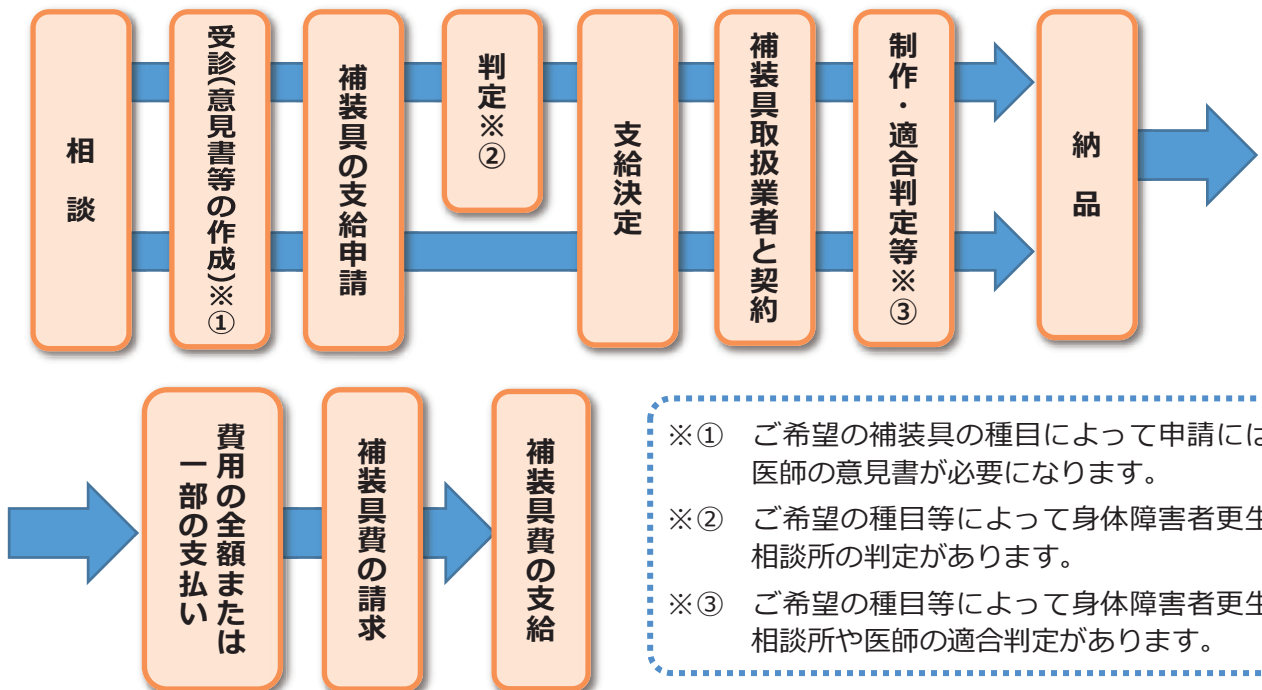 相談
受診(意見書等の作成)※①
補装具の支給申請
判定※②
支給決定
補装具取扱業者と契約
制作・適合判定等※③
納品
費用の全額または
一部の支払い
補装具費の請求
補装具費の支給
※① ご希望の補装具の種目によって申請には
医師の意見書が必要になります。
※② ご希望の種目等によって身体障害者更生
相談所の判定があります。
※③ ご希望の種目等によって身体障害者更生
相談所や医師の適合判定があります。